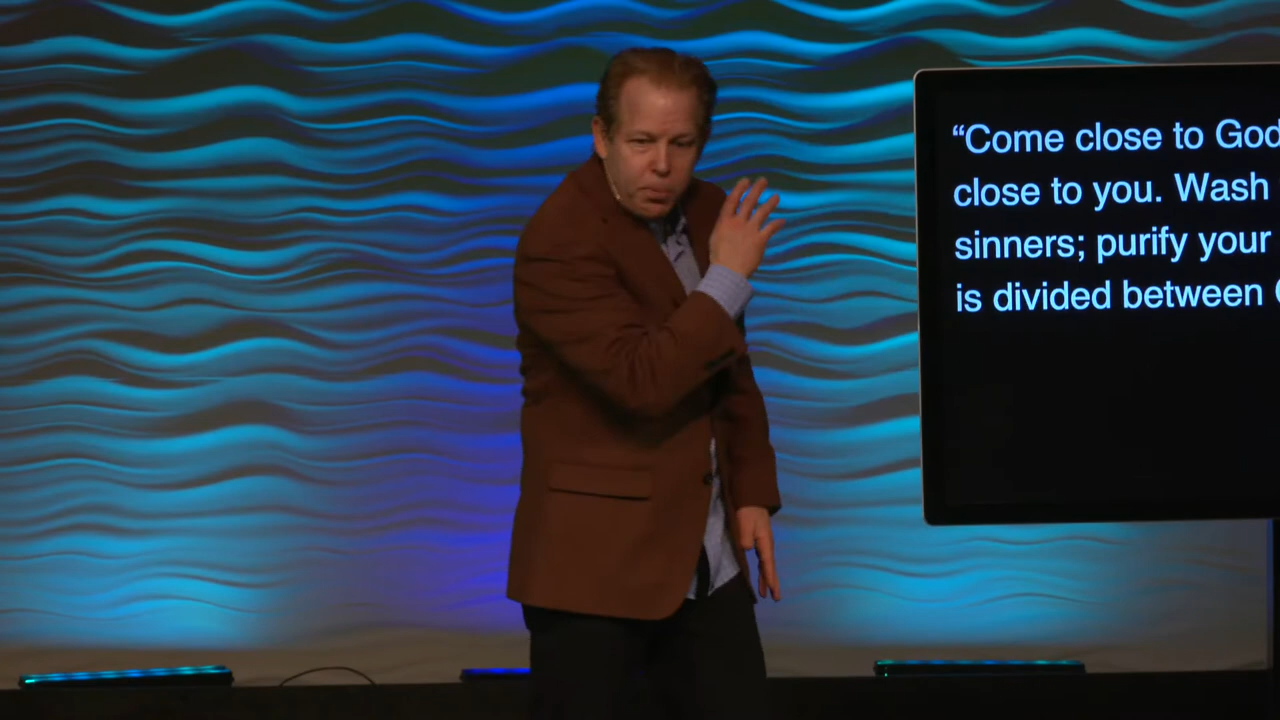 “Come close to God
close to you. Wash
sinners; purify your
is divided between